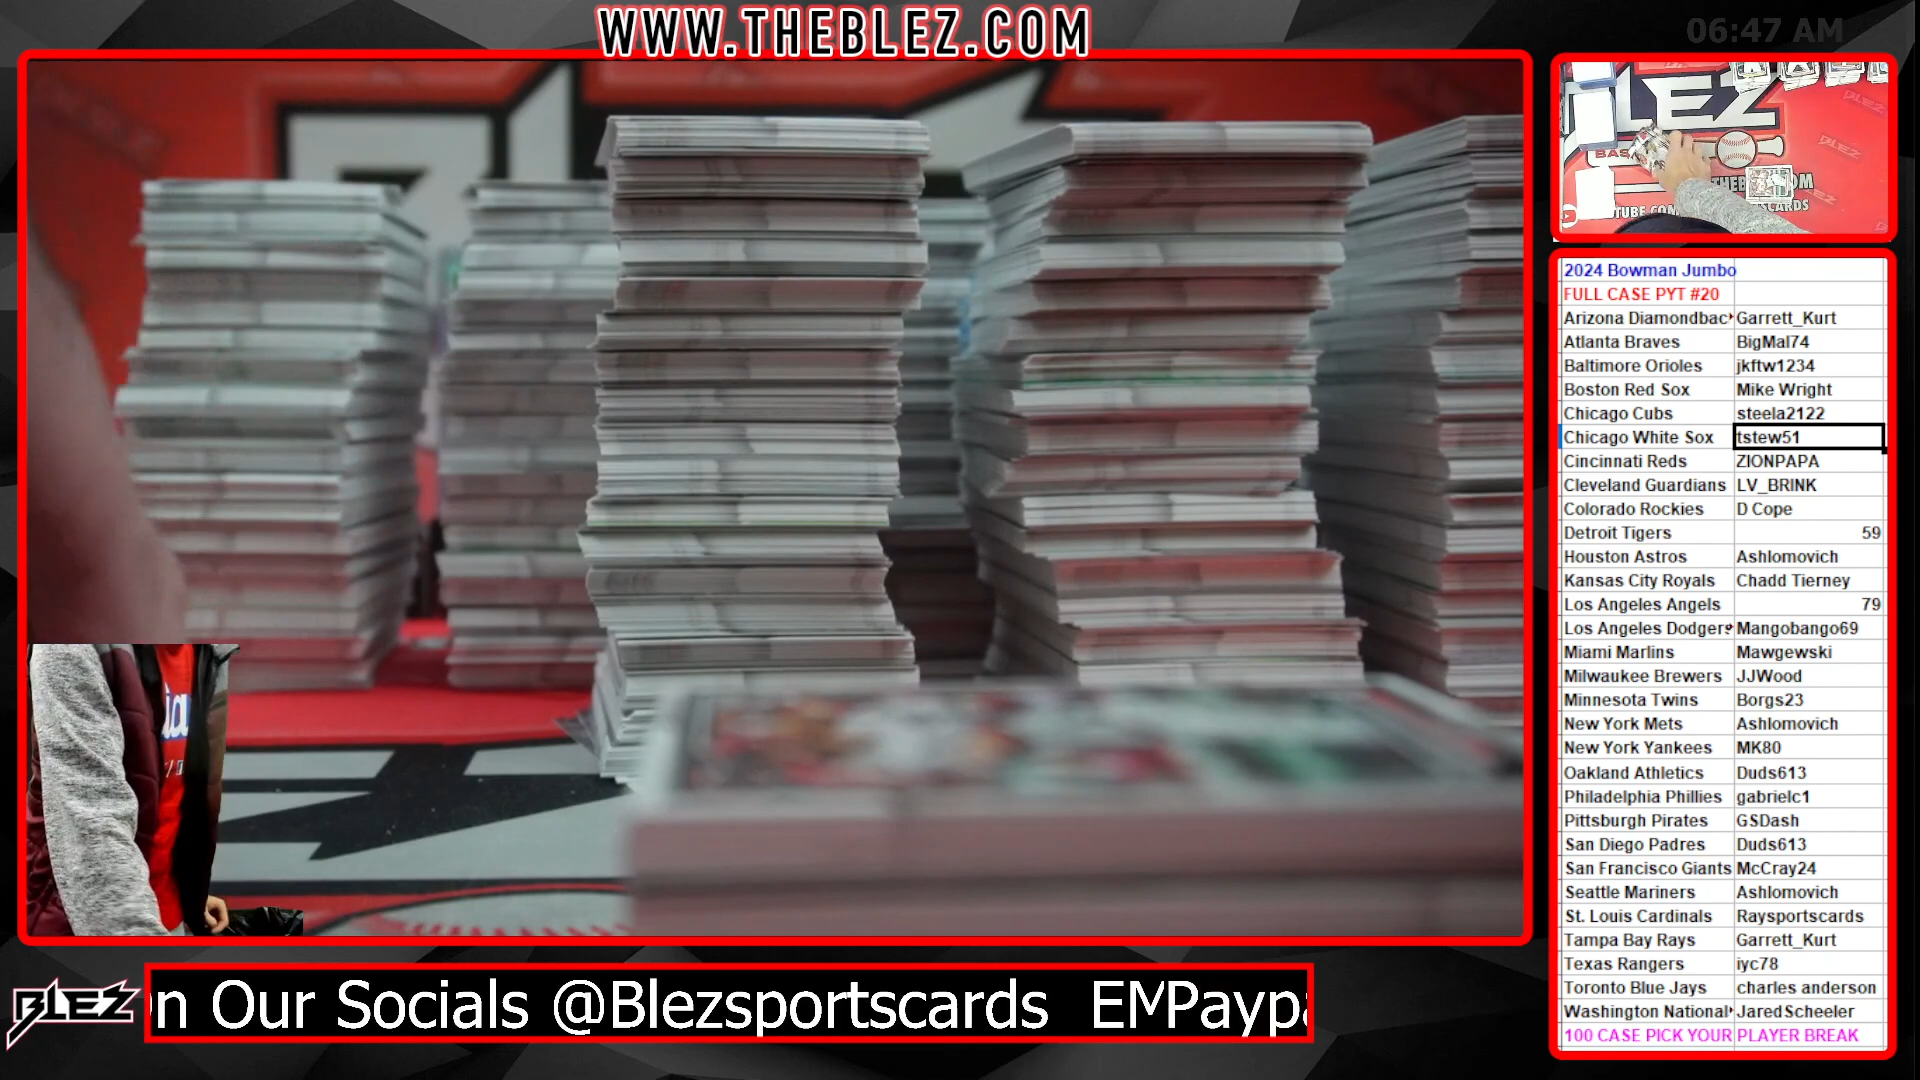 WWW.THEBLEZ.COM
06:47 AM
BLEZ
2024 Bowman Jumbo
FULL CASE PYT #20
Arizona Diamondbac Garrett_Kurt
Atlanta Braves BigMal74
Baltimore Orioles jkftw1234
Boston Red Sox Mike Wright
Chicago Cubs steela2122
Chicago White Sox tstew51
Cincinnati Reds ZIONPAPA
Cleveland Guardians LV_BRINK
Colorado Rockies D Cope
Detroit Tigers 59
Houston Astros Ashlomovich
Kansas City Royals Chadd Tierney
Los Angeles Angels 79
Los Angeles Dodgers Mangobango69
Miami Marlins Mawgewski
Milwaukee Brewers JJWood
Minnesota Twins Borgs23
New York Mets Ashlomovich
New York Yankees MK80
Oakland Athletics Duds613
Philadelphia Phillies gabrielc1
Pittsburgh Pirates GSDash
San Diego Padres Duds613
San Francisco Giants McCray24
Seattle Mariners Ashlomovich
St. Louis Cardinals Raysportscards
Tampa Bay Rays Garrett_Kurt
Texas Rangers iyc78
Toronto Blue Jays charles anderson
Washington National JaredScheeler
100 CASE PICK YOUR PLAYER BREAK
BLEZ
n Our Socials @Blezsportscards EMPaypa